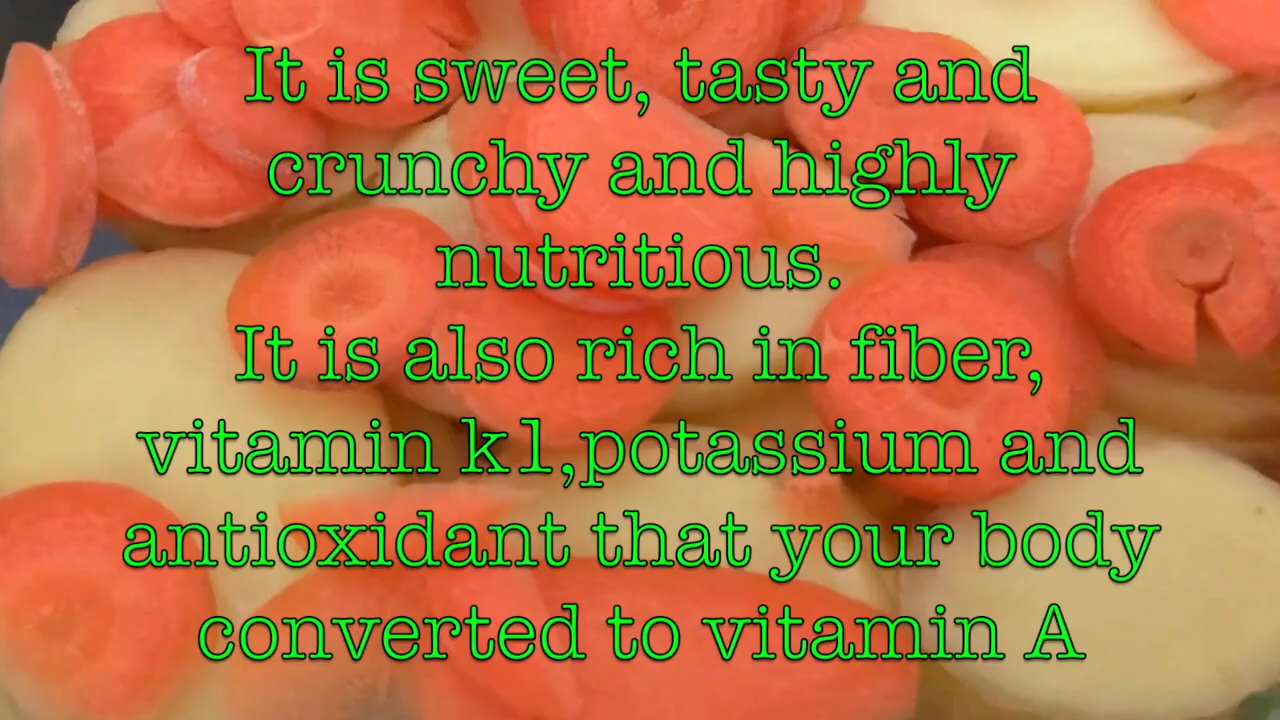 It is sweet, tasty and
crunchy and highly
nutritious.
It is also rich in fiber,
vitamin k1,potassium and
antioxidant that your body
converted to vitamin A